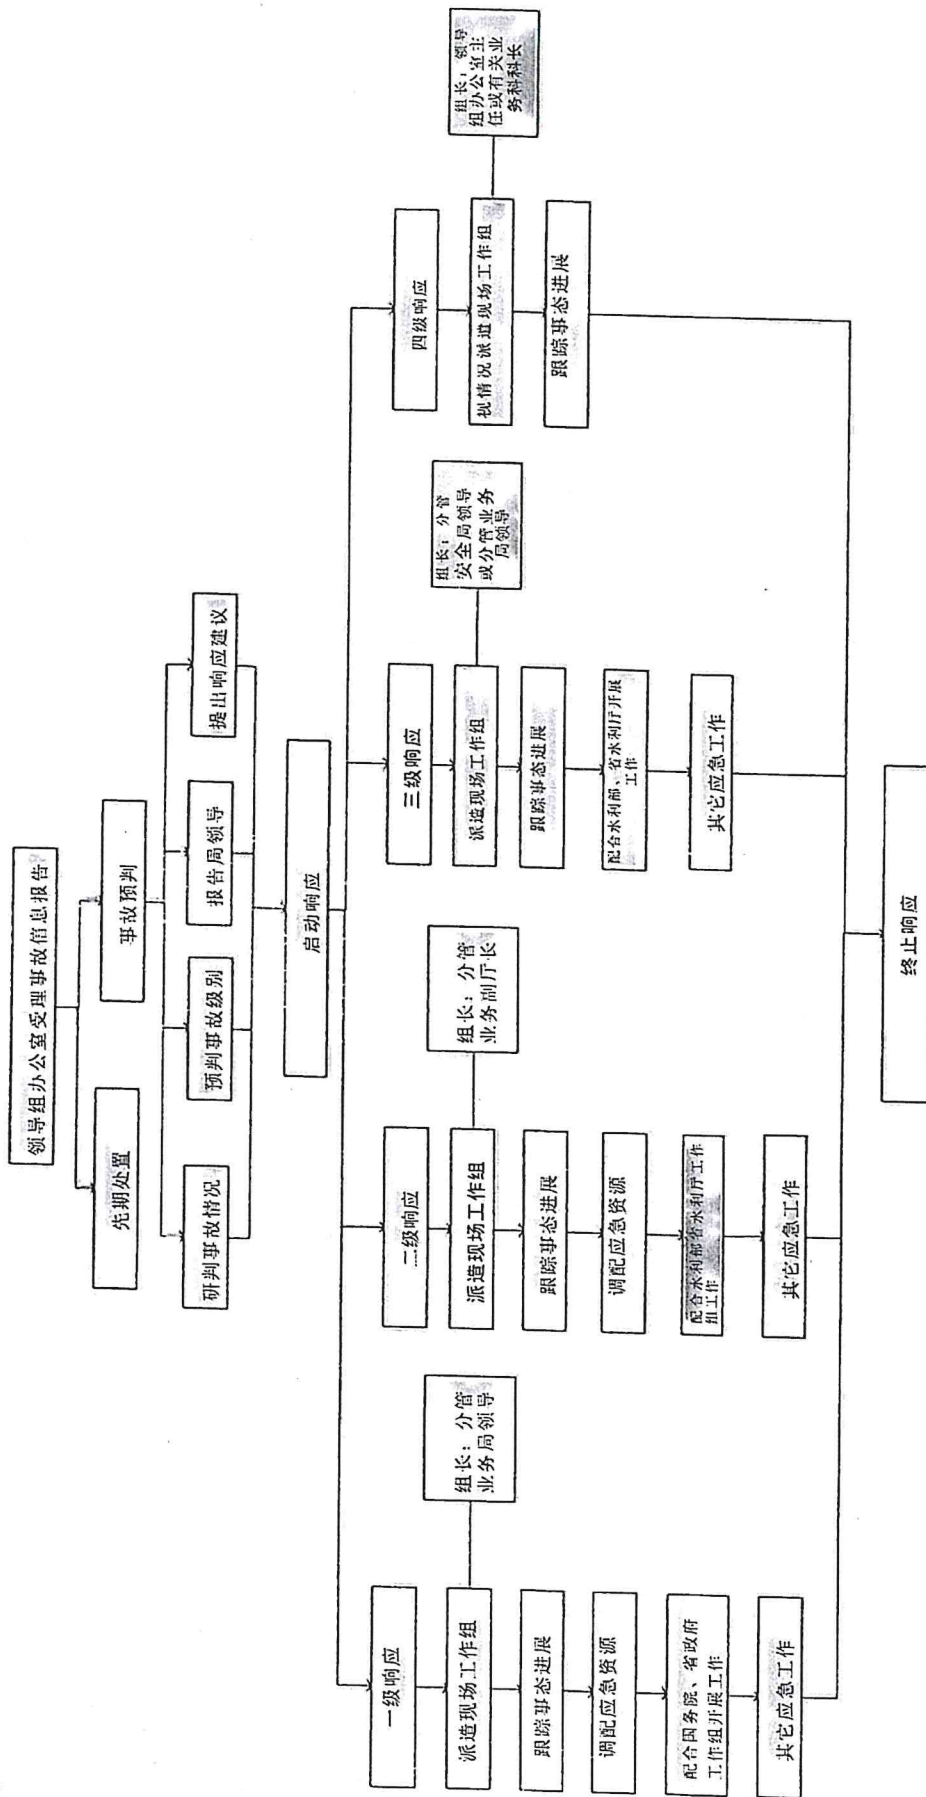 领导组办公室受理事故信息报告
先期处置
事故预判
研判事故情况
预判事故级别
报告局领导
提出响应建议
启动响应
一级响应
派造现场工作组
组长：分管
业务局领导
跟踪事态进展
调配应急资源
配合国务院、省政府
工作组开展工作
其它应急工作
二级响应
派造现场工作组
组长：分管
业务副厅长
跟踪事态进展
调配应急资源
配合水利部省水利厅工作
组工作
其它应急工作
三级响应
派造现场工作组
组长：分管
安全局领导
或分管业务
局领导
跟踪事态进展
配合水利部、省水利厅开展
工作
其它应急工作
四级响应
视情况派造现场工作组
组长：领导
组办公室主
任或有关业
务科科长
跟踪事态进展
终止响应